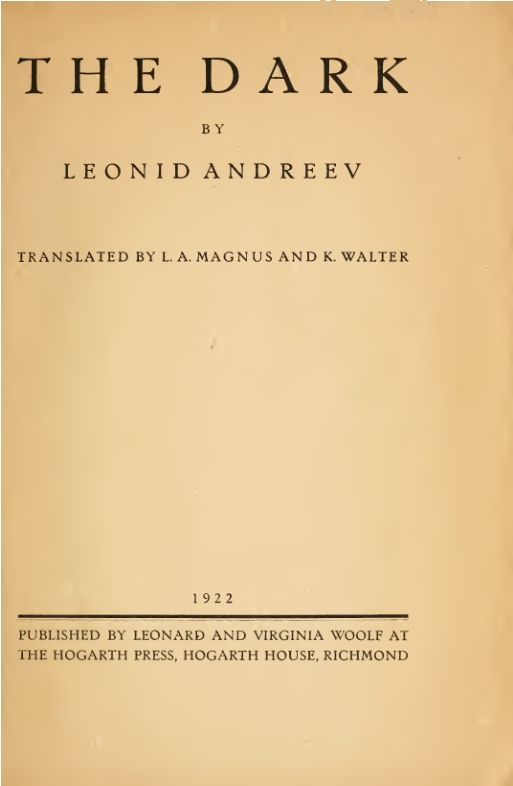 THE DARK
BY
LEONID ANDREEV
TRANSLATED BY L. A. MAGNUS AND K. WALTER
1922
PUBLISHED BY LEONARD AND VIRGINIA WOOLF AT
THE HOGARTH PRESS, HOGARTH HOUSE, RICHMOND